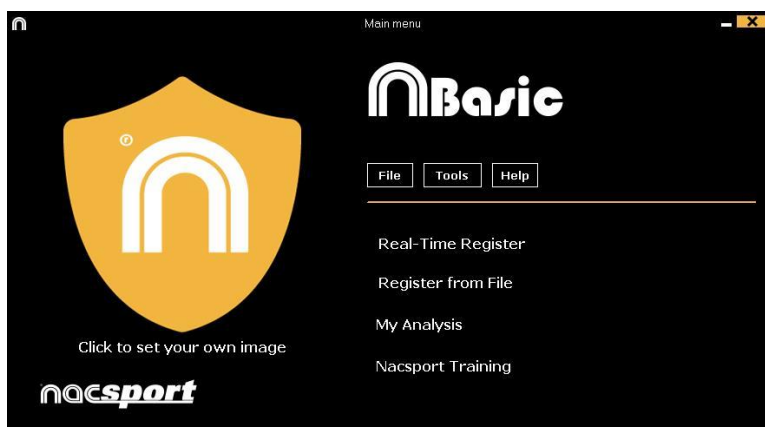 Main menu
NBasic
File Tools Help
Real-Time Register
Register from File
My Analysis
Nacsport Training
Click to set your own image
nacsport